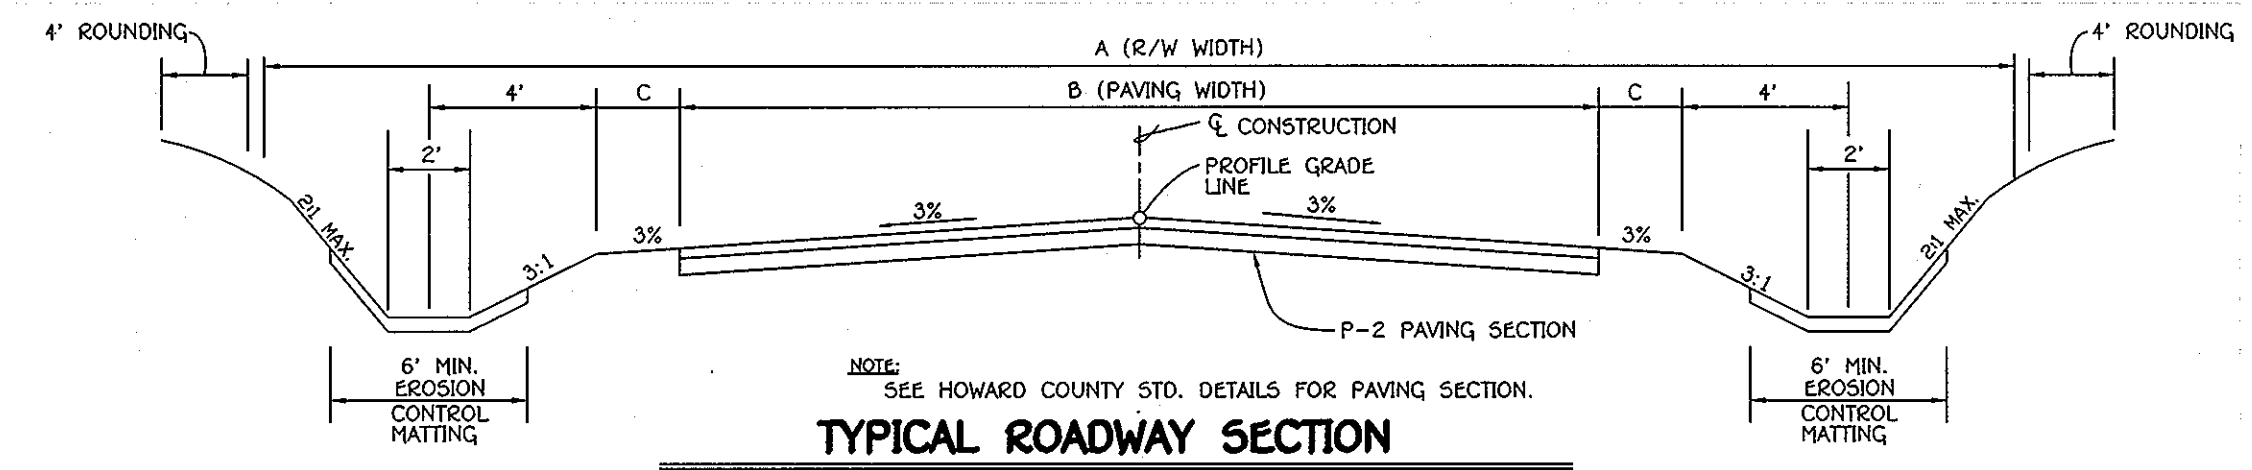 4' ROUNDING
A (R/W WIDTH)
4' ROUNDING
4'
C
B (PAVING WIDTH)
C
4'
℄ CONSTRUCTION
2'
PROFILE GRADE
LINE
2'
2:1 MAX.
3%
3%
2:1 MAX.
3%
3%
3:1
3:1
P-2 PAVING SECTION
6' MIN.
EROSION
CONTROL
MATTING
NOTE:
SEE HOWARD COUNTY STD. DETAILS FOR PAVING SECTION.
6' MIN.
EROSION
CONTROL
MATTING
TYPICAL ROADWAY SECTION